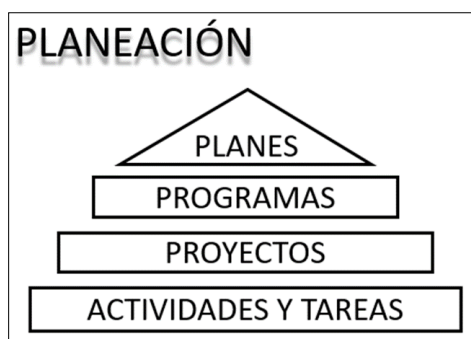 PLANEACIÓN
PLANES
PROGRAMAS
PROYECTOS
ACTIVIDADES Y TAREAS